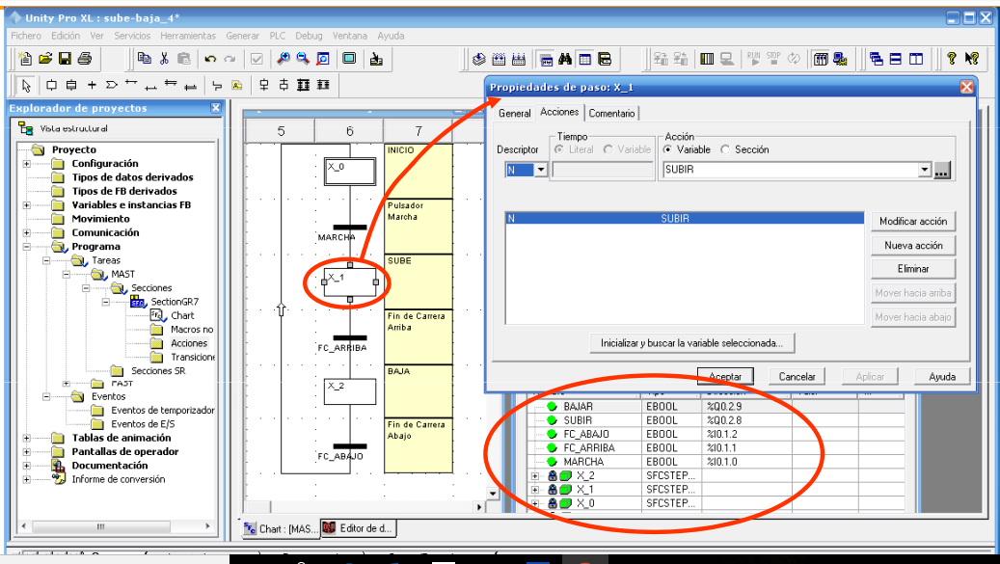 Unity Pro XL : sube-baja_4*
Fichero Edición Ver Servicios Herramientas Generar PLC Debug Ventana Ayuda
RUN STOP
Explorador de proyectos
Vista estructural
Proyecto
Configuración
Tipos de datos derivados
Tipos de FB derivados
Variables e instancias FB
Movimiento
Comunicación
Programa
Tareas
MAST
Secciones
SectionGR7
Chart
Macros no
Acciones
Transicione
Secciones SR
FAST
Eventos
Eventos de temporizador
Eventos de E/S
Tablas de animación
Pantallas de operador
Documentación
Informe de conversión
5 6 7
X_0
INICIO
MARCHA
Pulsador
Marcha
X_1
SUBE
FC_ARRIBA
Fin de Carrera
Arriba
X_2
BAJA
FC_ABAJO
Fin de Carrera
Abajo
Chart : [MAS...
Editor de d...
Propiedades de paso: X_1
General Acciones Comentario
Descriptor
N
Tiempo
Literal Variable
Acción
Variable Sección
SUBIR
N SUBIR
Modificar acción
Nueva acción
Eliminar
Mover hacia arriba
Mover hacia abajo
Inicializar y buscar la variable seleccionada...
Aceptar Cancelar Aplicar Ayuda
BAJAR EBOOL %Q0.2.9
SUBIR EBOOL %Q0.2.8
FC_ABAJO EBOOL %I0.1.2
FC_ARRIBA EBOOL %I0.1.1
MARCHA EBOOL %I0.1.0
X_2 SFCSTEP...
X_1 SFCSTEP...
X_0 SFCSTEP...